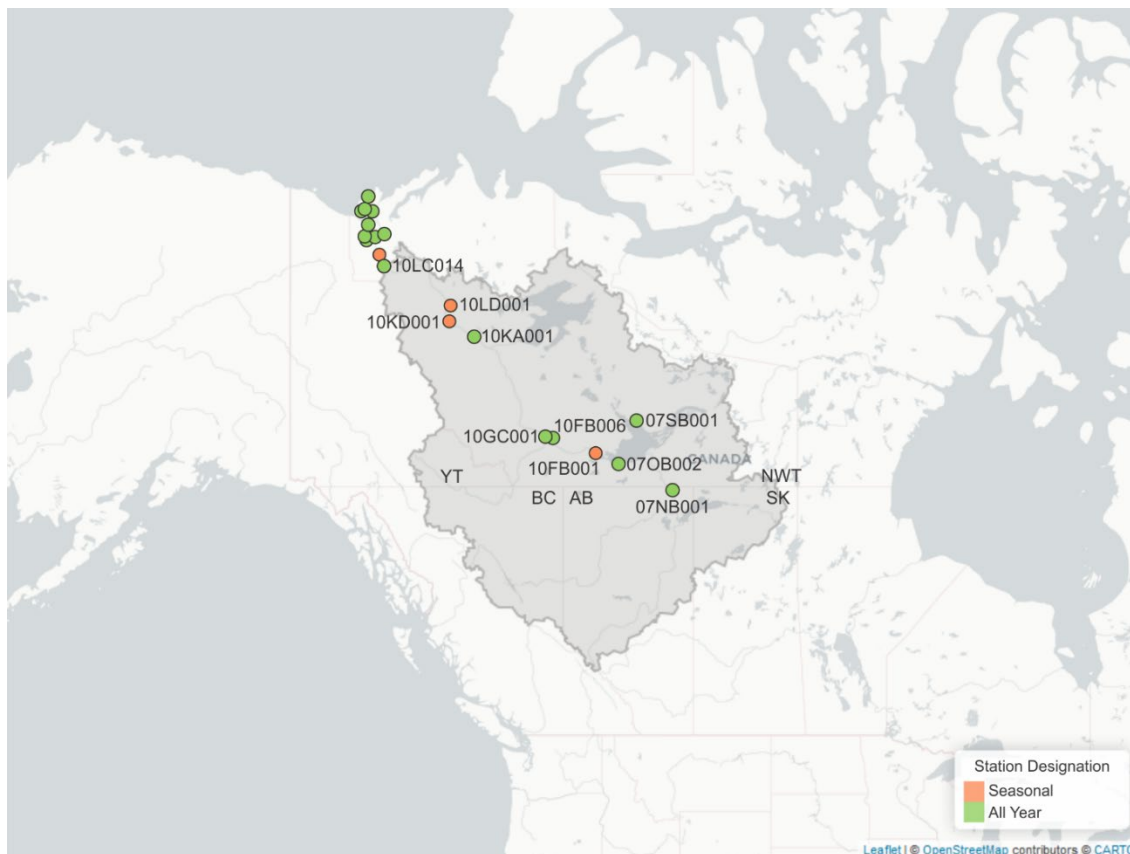 10LC014
10LD001
10KD001
10KA001
07SB001
10FB006
10GC001
CANADA
10FB001
07OB002
YT
NWT
BC
AB
SK
07NB001
Station Designation
Seasonal
All Year
Leaflet | © OpenStreetMap contributors © CARTO